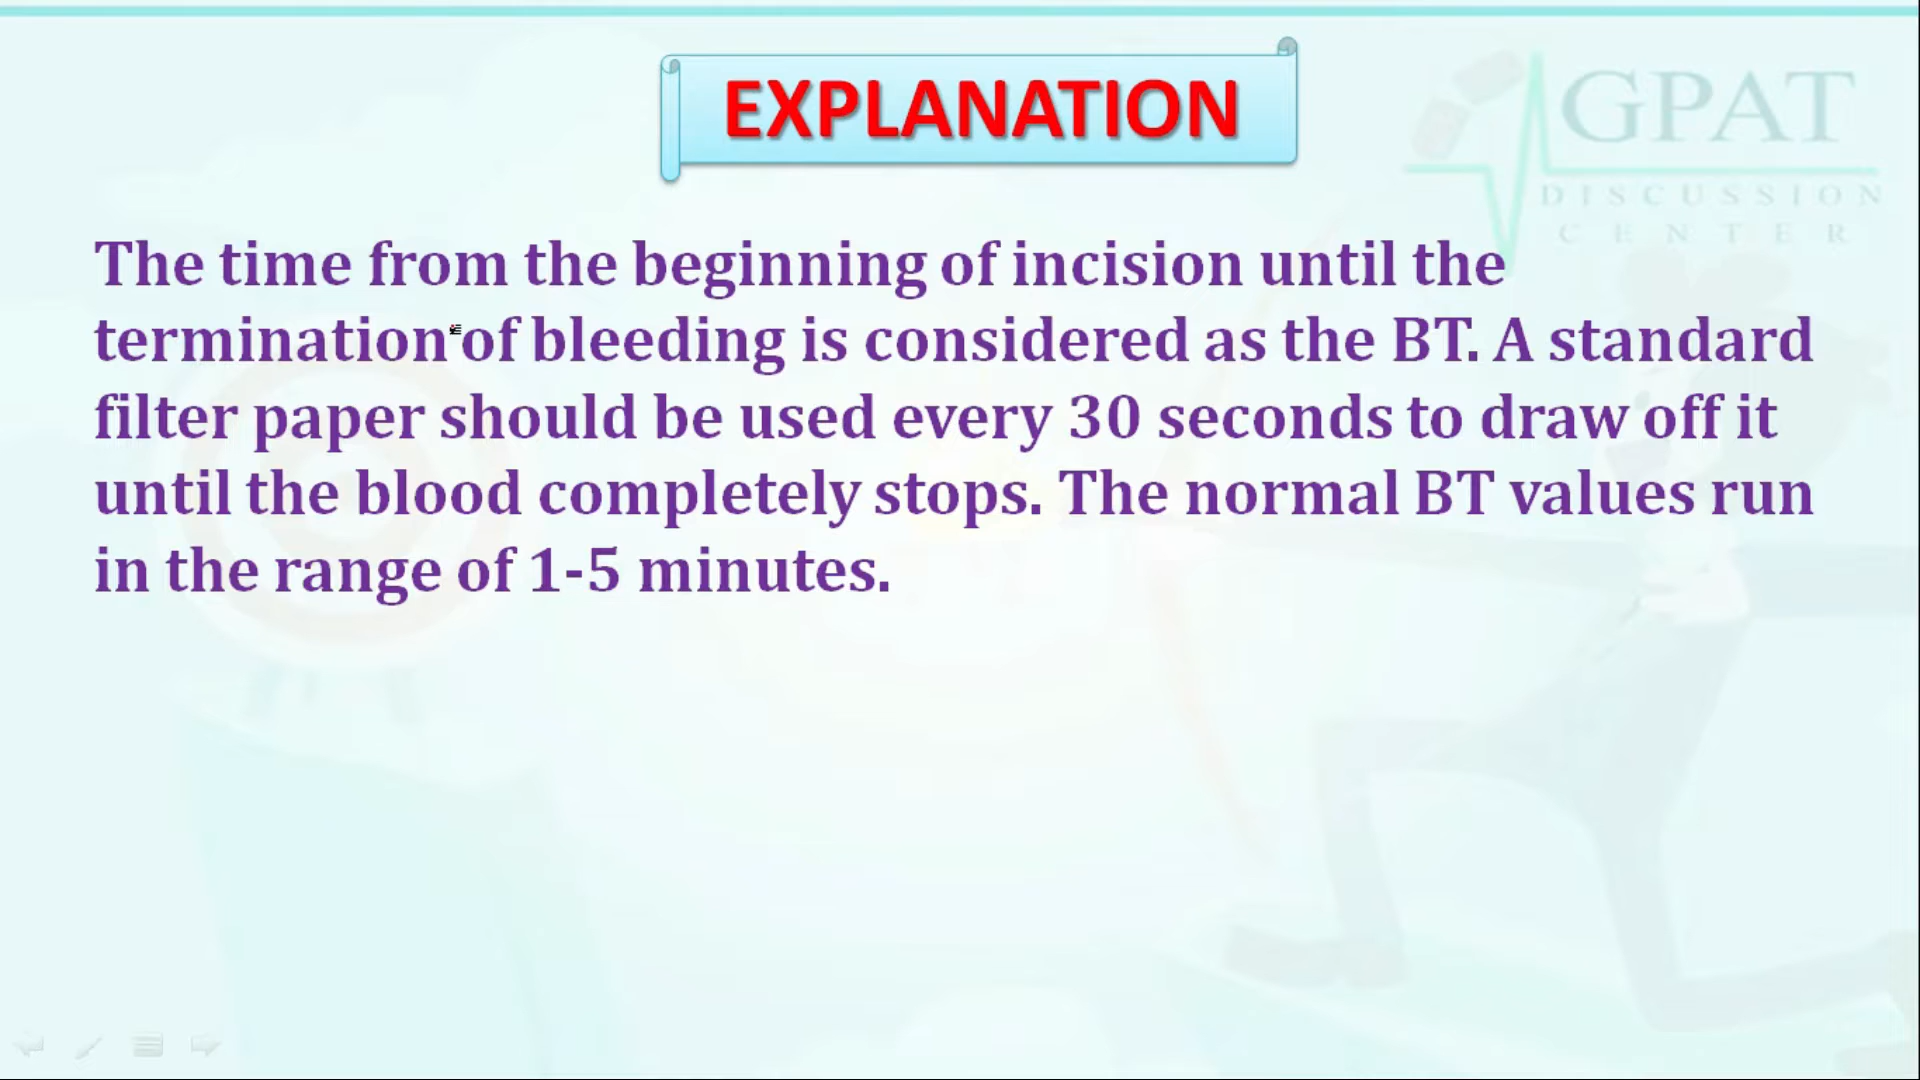 EXPLANATION
GPAT
DISCUSSION
CENTER
The time from the beginning of incision until the
termination of bleeding is considered as the BT. A standard
filter paper should be used every 30 seconds to draw off it
until the blood completely stops. The normal BT values run
in the range of 1-5 minutes.